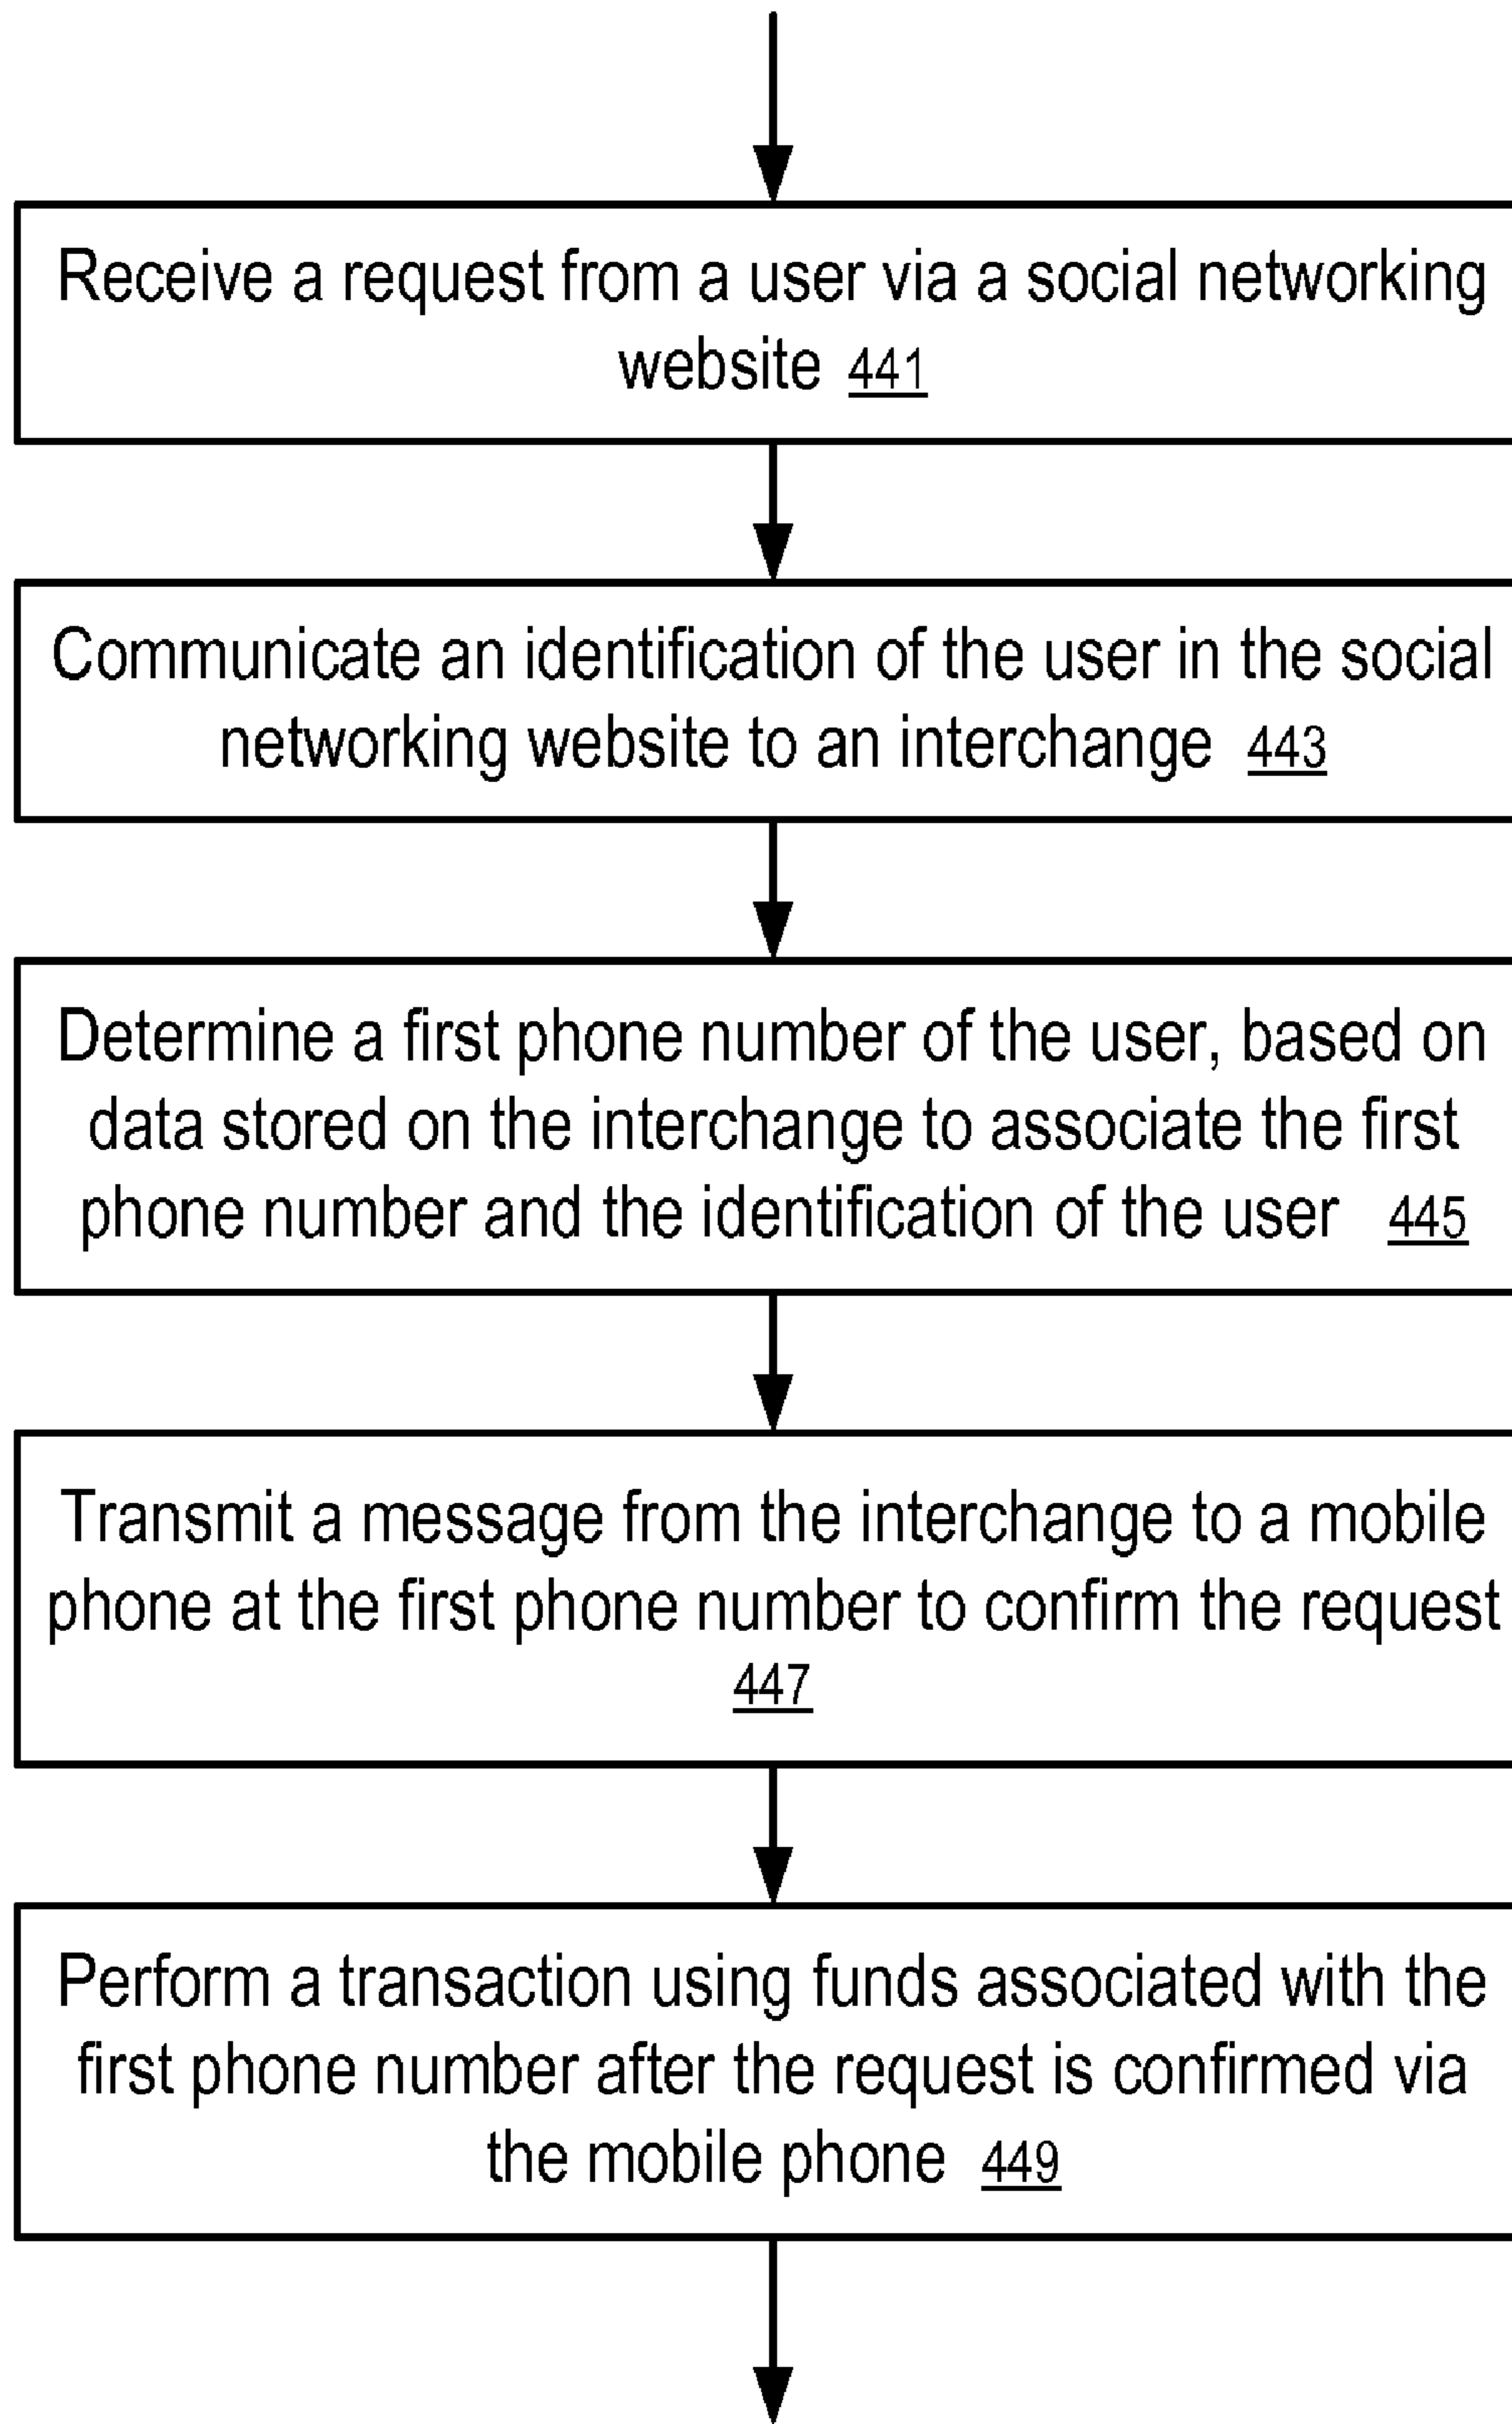 Receive a request from a user via a social networking
website 441
Communicate an identification of the user in the social
networking website to an interchange 443
Determine a first phone number of the user, based on
data stored on the interchange to associate the first
phone number and the identification of the user 445
Transmit a message from the interchange to a mobile
phone at the first phone number to confirm the request
447
Perform a transaction using funds associated with the
first phone number after the request is confirmed via
the mobile phone 449